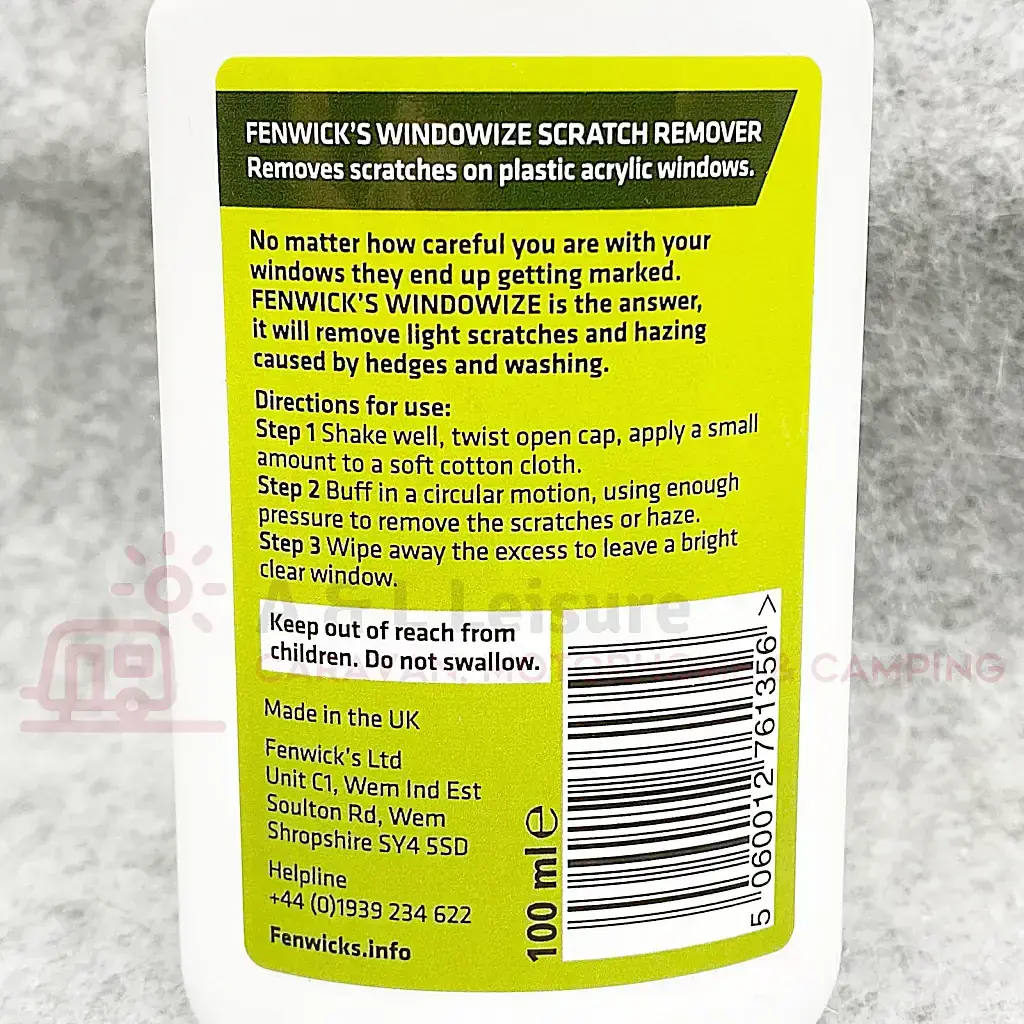 FENWICK'S WINDOWIZE SCRATCH REMOVER
Removes scratches on plastic acrylic windows.
No matter how careful you are with your
windows they end up getting marked.
FENWICK'S WINDOWIZE is the answer,
it will remove light scratches and hazing
caused by hedges and washing.
Directions for use:
Step 1 Shake well, twist open cap, apply a small
amount to a soft cotton cloth.
Step 2 Buff in a circular motion, using enough
pressure to remove the scratches or haze.
Step 3 Wipe away the excess to leave a bright
clear window.
A & L Leisure
CARAVAN, MOTORHOME & CAMPING
Keep out of reach from
children. Do not swallow.
Made in the UK
Fenwick's Ltd
Unit C1, Wem Ind Est
Soulton Rd, Wem
Shropshire SY4 5SD
Helpline
+44 (0)1939 234 622
Fenwicks.info
100 ml e
5 060012 761356 >